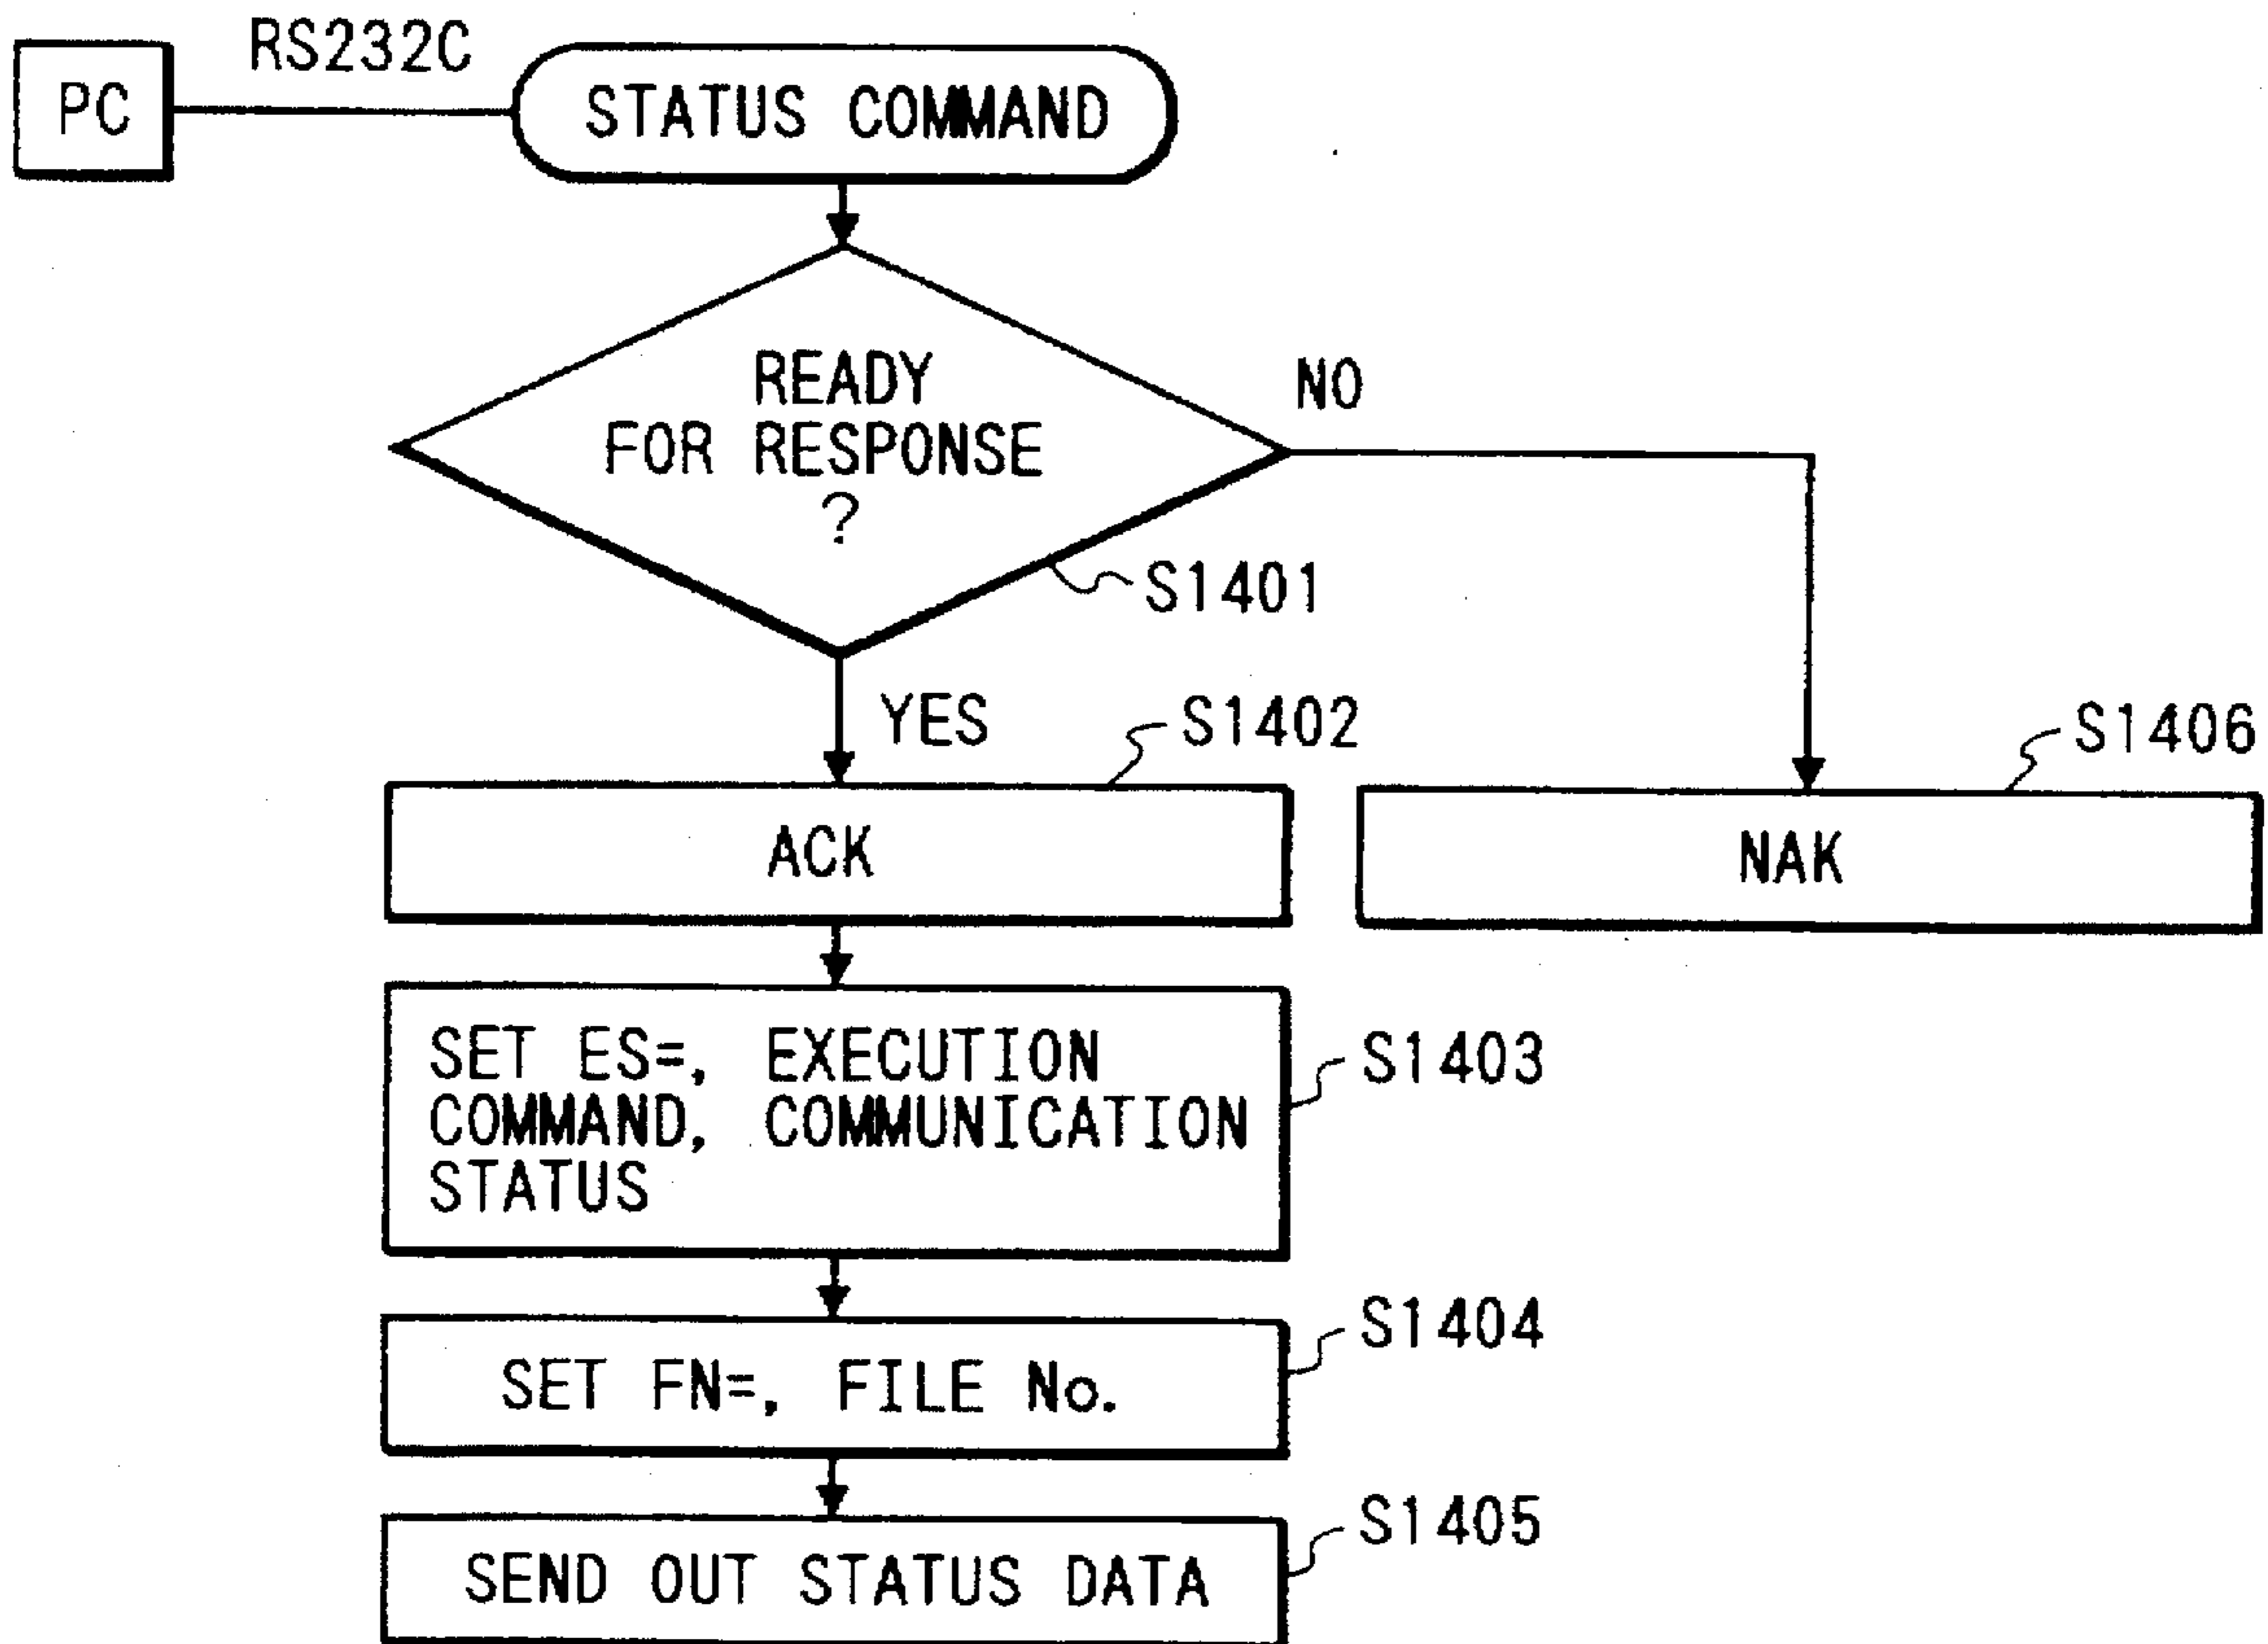 RS232C
PC
STATUS COMMAND
READY
FOR RESPONSE
?
NO
S1401
YES
S1402
S1406
ACK
NAK
SET ES=, EXECUTION
COMMAND, COMMUNICATION
STATUS
S1403
SET FN=, FILE No.
S1404
SEND OUT STATUS DATA
S1405